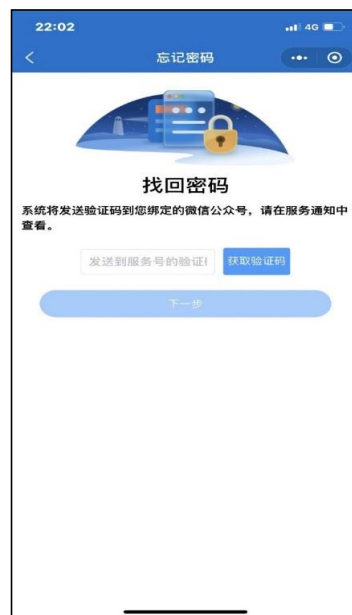 22:02
4G
忘记密码
找回密码
系统将发送验证码到您绑定的微信公众号，请在服务通知中
查看。
发送到服务号的验证
获取验证码
下一步